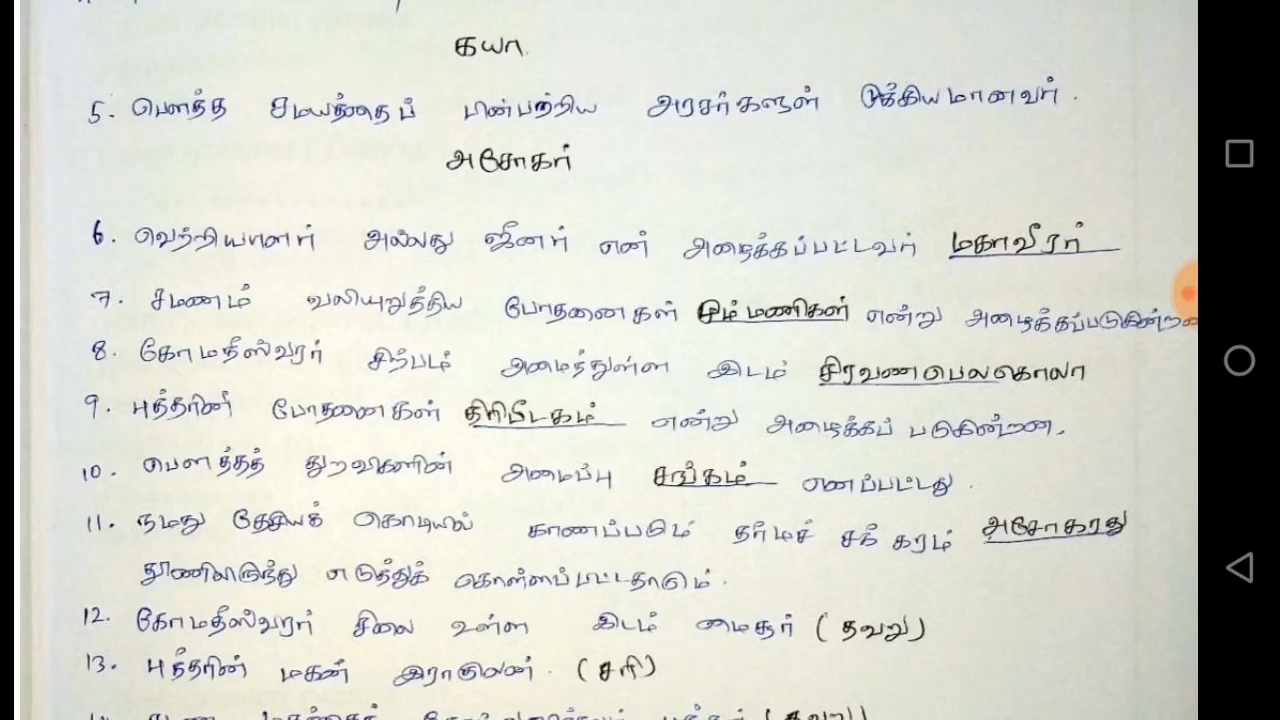 கயா.
5. பௌத்த சமயத்தைப் பின்பற்றிய அரசர்களுள் முக்கியமானவர்.
அசோகர்
6. வெற்றியாளர் அல்லது ஜீனர் என் அழைக்கப்பட்டவர் மகாவீரர்
7. சமணம் வலியுறுத்திய போதனைகள் மும்மணிகள் என்று அழைக்கப்படுகின்றன
8. கோமதீஸ்வரர் சிற்பம் அமைந்துள்ள இடம் சிரவணபெலகொலா
9. புத்தரின் போதனைகள் திரிபீடகம் என்று அழைக்கப் படுகின்றன.
10. பௌத்தத் துறவிகளின் அமைப்பு சங்கம் எனப்பட்டது.
11. நமது தேசியக் கொடியில் காணப்படும் தர்மச் சக் கரம் அசோகரது
தூணிலிருந்து எடுத்துக் கொள்ளப்பட்டதாகும்.
12. கோமதீஸ்வரர் சிலை உள்ள இடம் மைசூர் (தவறு)
13. புத்தரின் மகன் இராகுலன். (சரி)